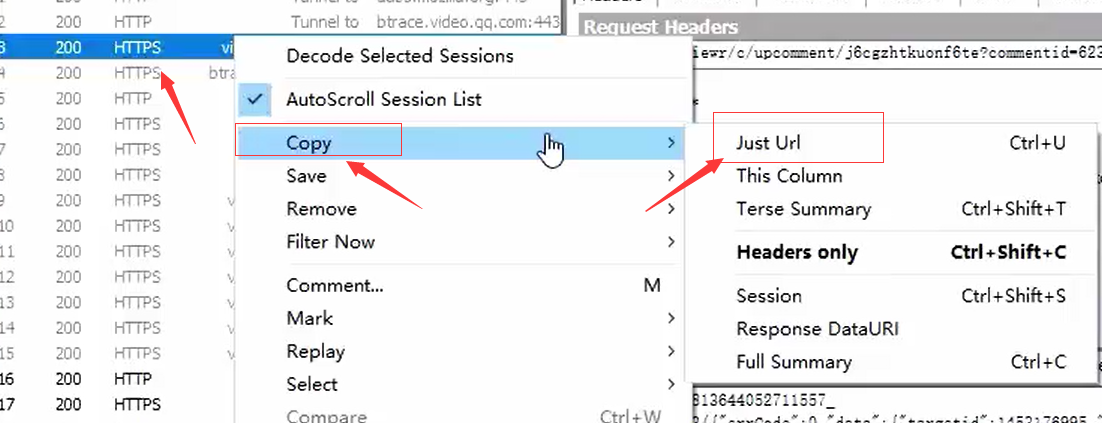 200 HTTP Tunnel to
2 200 HTTP Tunnel to btrace.video.qq.com:443
Request Headers
3 200 HTTPS
iewr/c/upcomment/j6cgzhtkuonf6te?commentid=623
4 200 HTTPS btra
5 200 HTTP
6 200 HTTPS
7 200 HTTPS
8 200 HTTPS
9 200 HTTPS
10 200 HTTPS
11 200 HTTPS
12 200 HTTPS
13 200 HTTPS
14 200 HTTPS
15 200 HTTPS
16 200 HTTP
17 200 HTTPS
Decode Selected Sessions
AutoScroll Session List
Copy
Save
Remove
Filter Now
Comment... M
Mark
Replay
Select
Compare Ctrl+W
Just Url Ctrl+U
This Column
Terse Summary Ctrl+Shift+T
Headers only Ctrl+Shift+C
Session Ctrl+Shift+S
Response DataURI
Full Summary Ctrl+C
813644052711557_